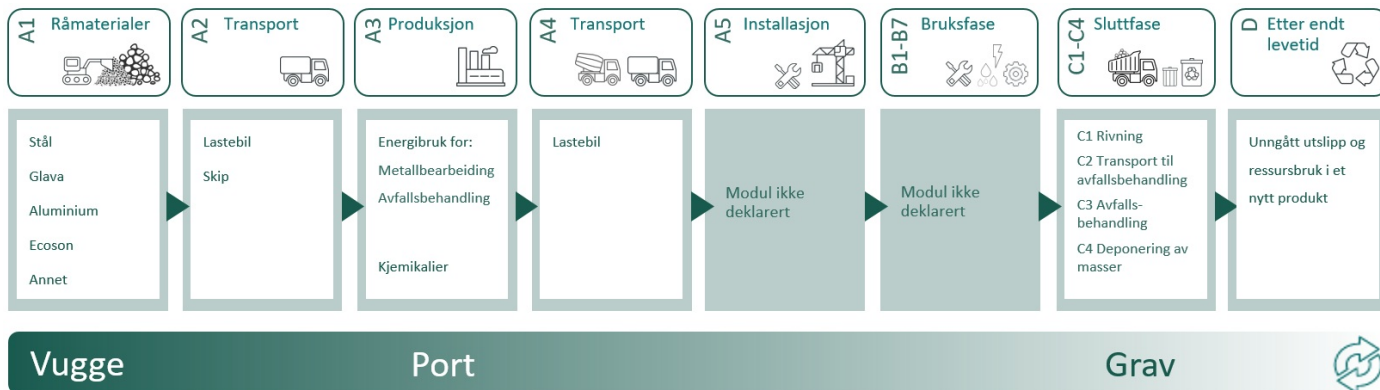 A1 Råmaterialer
A2 Transport
A3 Produksjon
A4 Transport
A5 Installasjon
B1-B7 Bruksfase
C1-C4 Sluttfase
D Etter endt
levetid
Stål
Glava
Aluminium
Ecoson
Annet
Lastebil
Skip
Energibruk for:
Metallbearbeiding
Avfallsbehandling
Kjemikalier
Lastebil
Modul ikke
deklarert
Modul ikke
deklarert
C1 Rivning
C2 Transport til
avfallsbehandling
C3 Avfalls-
behandling
C4 Deponering av
masser
Unngått utslipp og
ressursbruk i et
nytt produkt
Vugge
Port
Grav